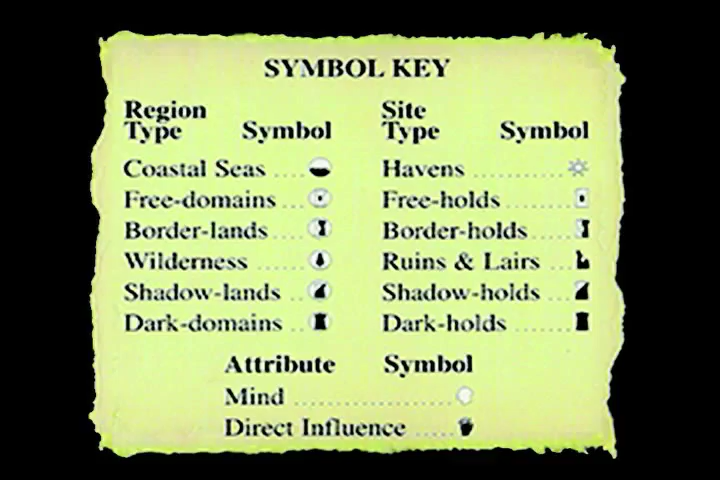 SYMBOL KEY
Region Type Symbol
Coastal Seas ....
Free-domains ....
Border-lands ....
Wilderness ......
Shadow-lands ..
Dark-domains ..
Site Type Symbol
Havens ............
Free-holds ........
Border-holds .....
Ruins & Lairs ...
Shadow-holds ...
Dark-holds .......
Attribute Symbol
Mind .....................
Direct Influence .....